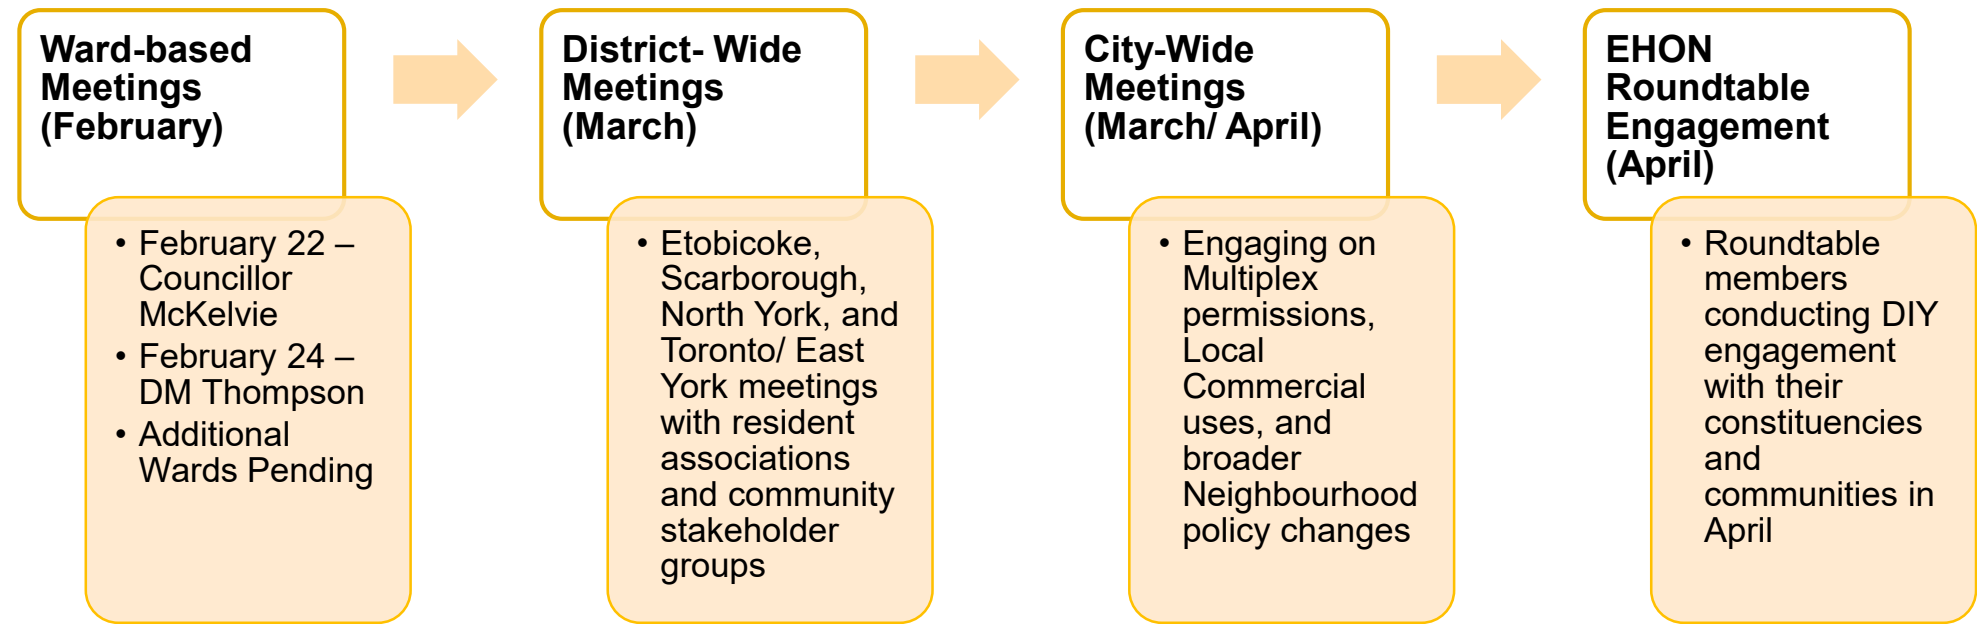 Ward-based
Meetings
(February)
• February 22 –
Councillor
McKelvie
• February 24 –
DM Thompson
• Additional
Wards Pending
District- Wide
Meetings
(March)
• Etobicoke,
Scarborough,
North York, and
Toronto/ East
York meetings
with resident
associations
and community
stakeholder
groups
City-Wide
Meetings
(March/ April)
• Engaging on
Multiplex
permissions,
Local
Commercial
uses, and
broader
Neighbourhood
policy changes
EHON
Roundtable
Engagement
(April)
• Roundtable
members
conducting DIY
engagement
with their
constituencies
and
communities in
April